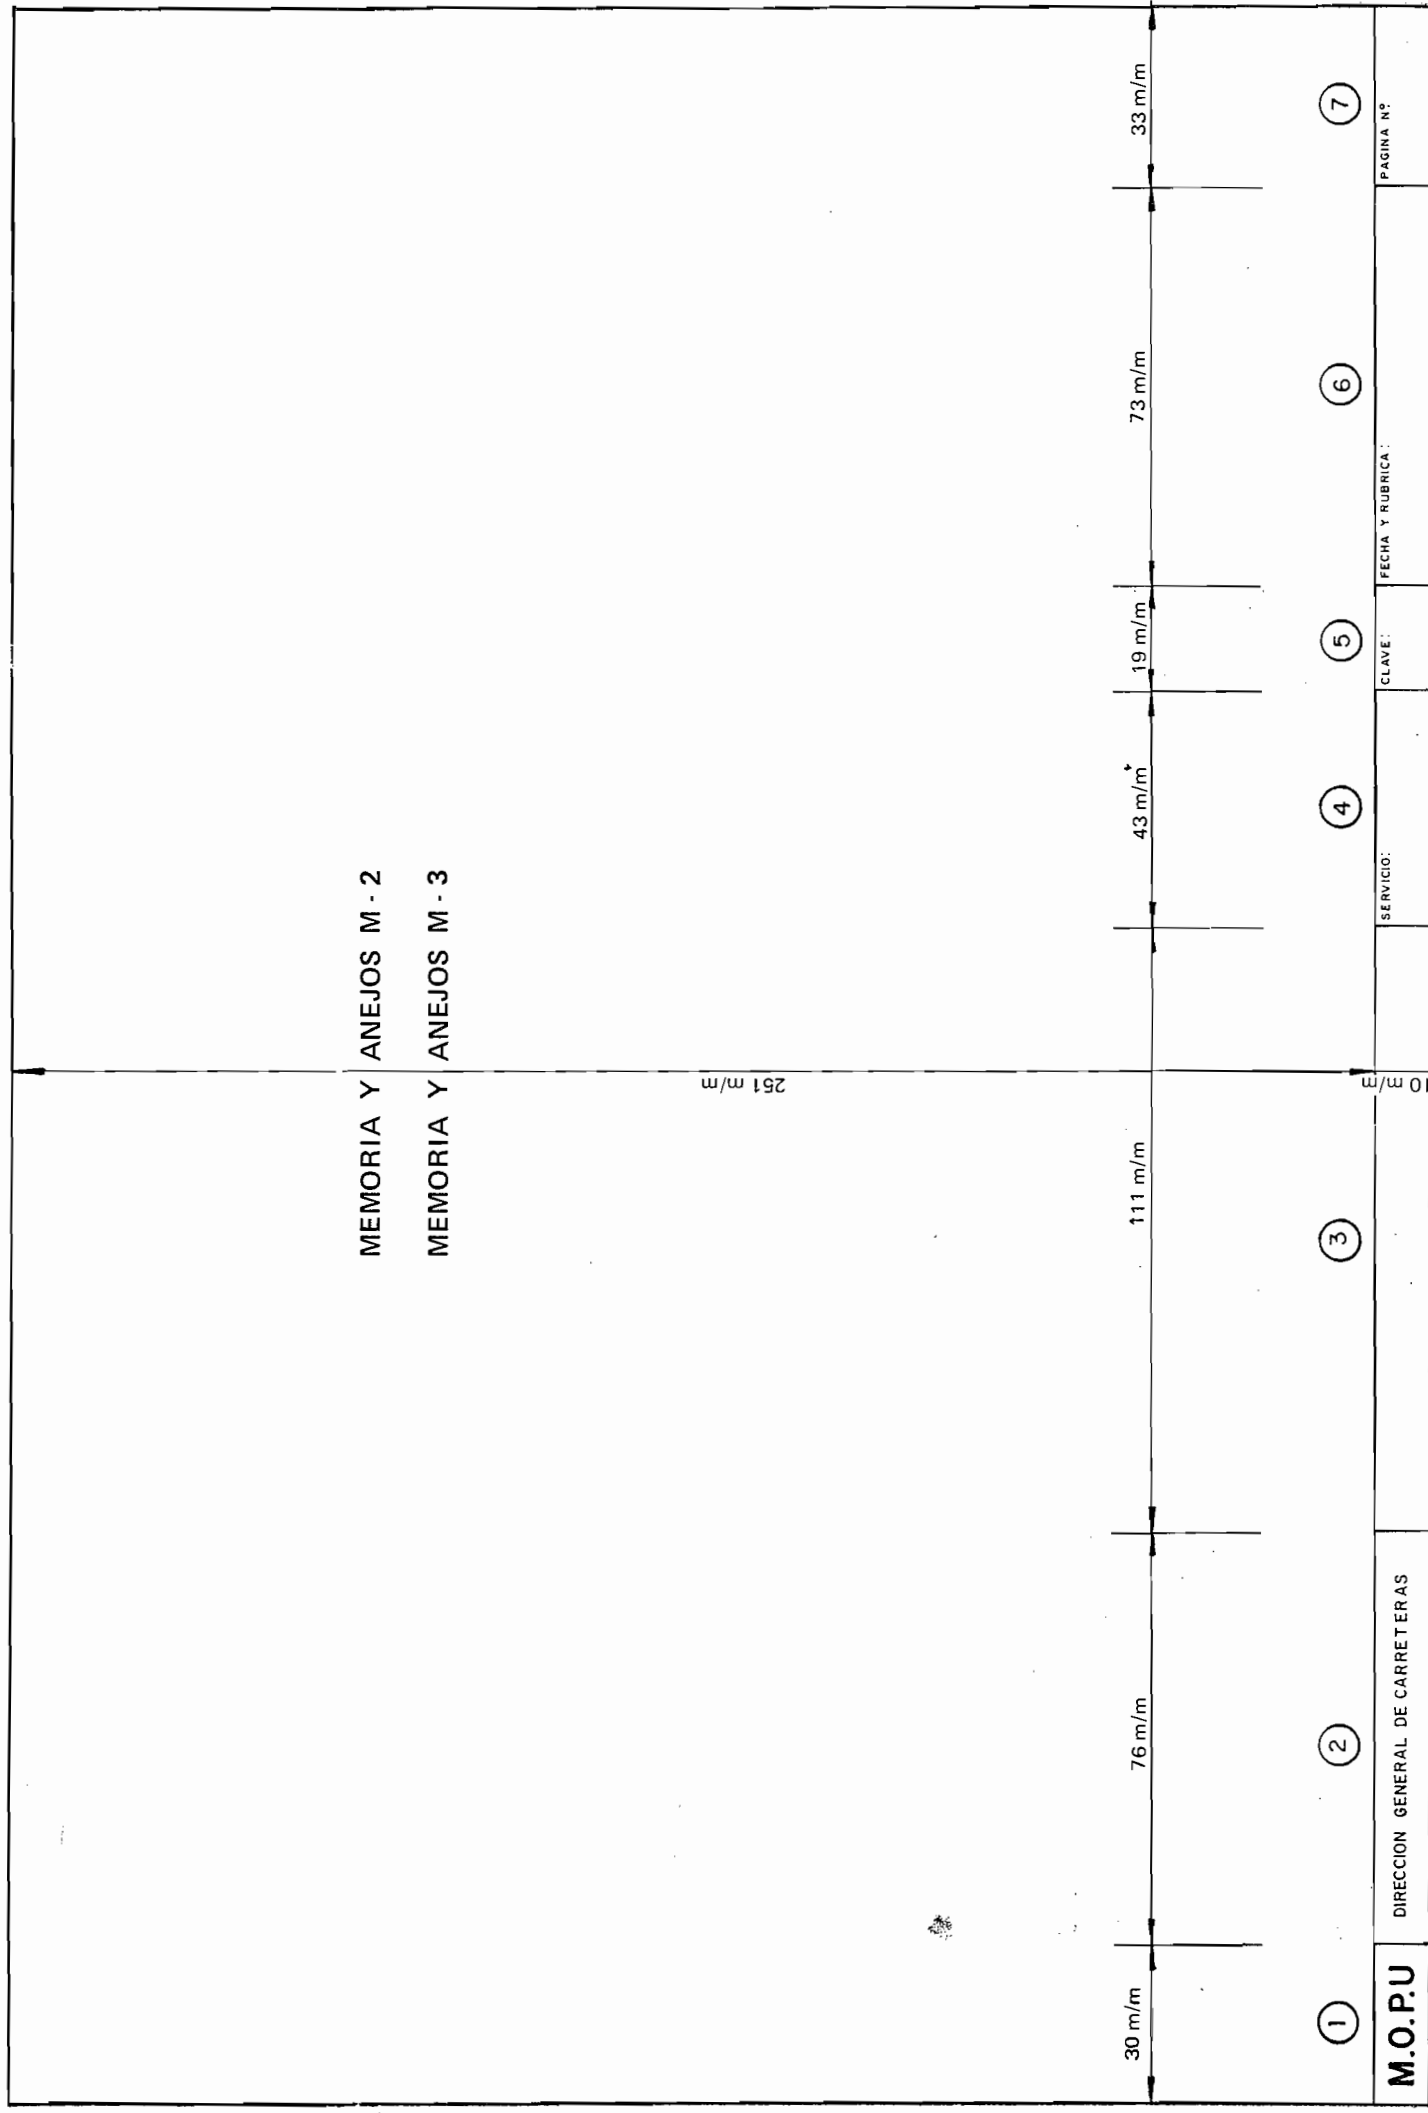 MEMORIA Y ANEJOS M - 2
MEMORIA Y ANEJOS M - 3
251 m/m
30 m/m
76 m/m
111 m/m
43 m/m
19 m/m
73 m/m
33 m/m
1
2
3
4
5
6
7
M.O.P.U
DIRECCION GENERAL DE CARRETERAS
10 m/m
SERVICIO:
CLAVE:
FECHA Y RUBRICA:
PAGINA Nº